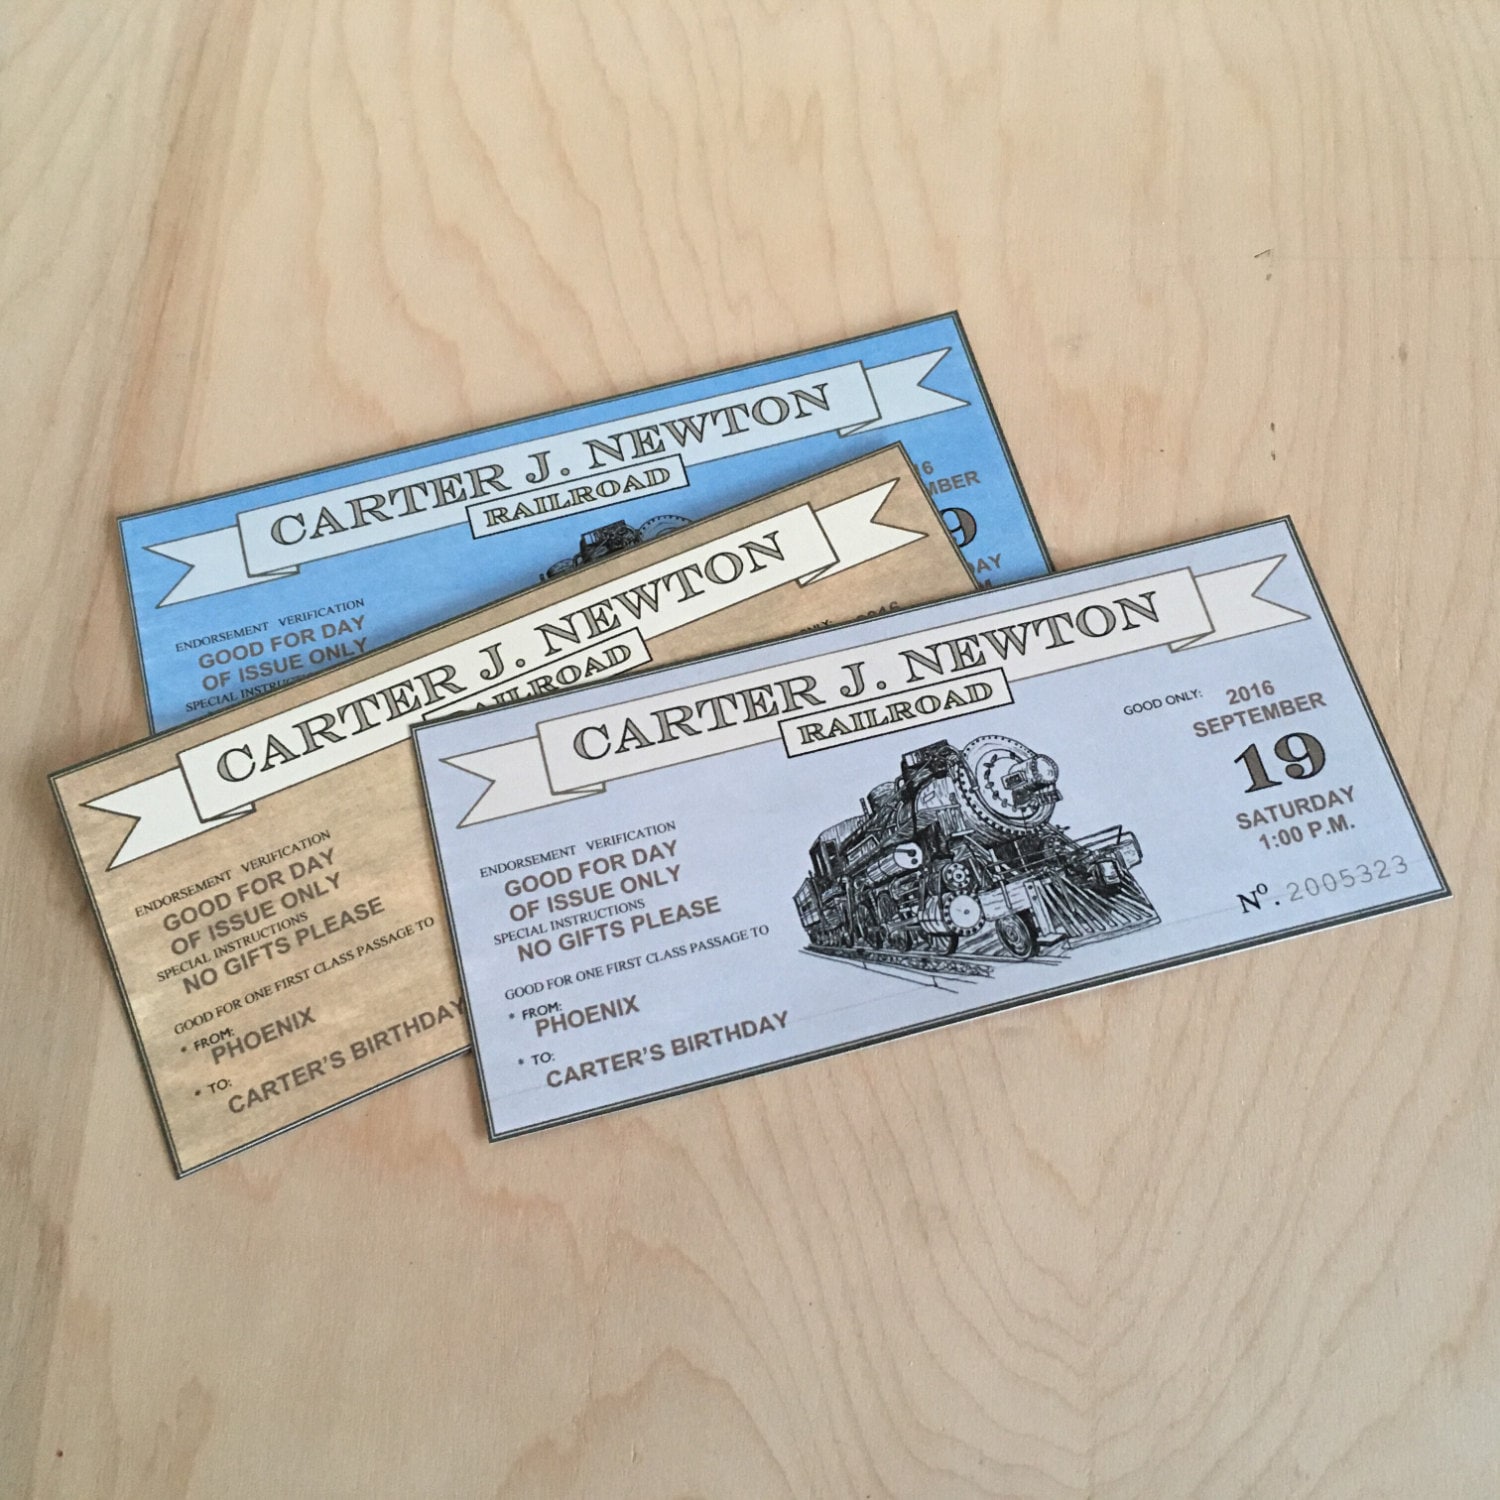 CARTER J. NEWTON
RAILROAD
ENDORSEMENT VERIFICATION
GOOD FOR DAY
OF ISSUE ONLY
16
MBER
9
CARTER J. NEWTON
RAILROAD
ENDORSEMENT VERIFICATION
GOOD FOR DAY
OF ISSUE ONLY
SPECIAL INSTRUCTIONS
NO GIFTS PLEASE
GOOD FOR ONE FIRST CLASS PASSAGE TO
* FROM:
PHOENIX
* TO:
CARTER'S BIRTHDAY
CARTER J. NEWTON
RAILROAD
ENDORSEMENT VERIFICATION
GOOD FOR DAY
OF ISSUE ONLY
SPECIAL INSTRUCTIONS
NO GIFTS PLEASE
GOOD FOR ONE FIRST CLASS PASSAGE TO
* FROM:
PHOENIX
* TO:
CARTER'S BIRTHDAY
GOOD ONLY: 2016
SEPTEMBER
19
SATURDAY
1:00 P.M.
Nº. 2005323